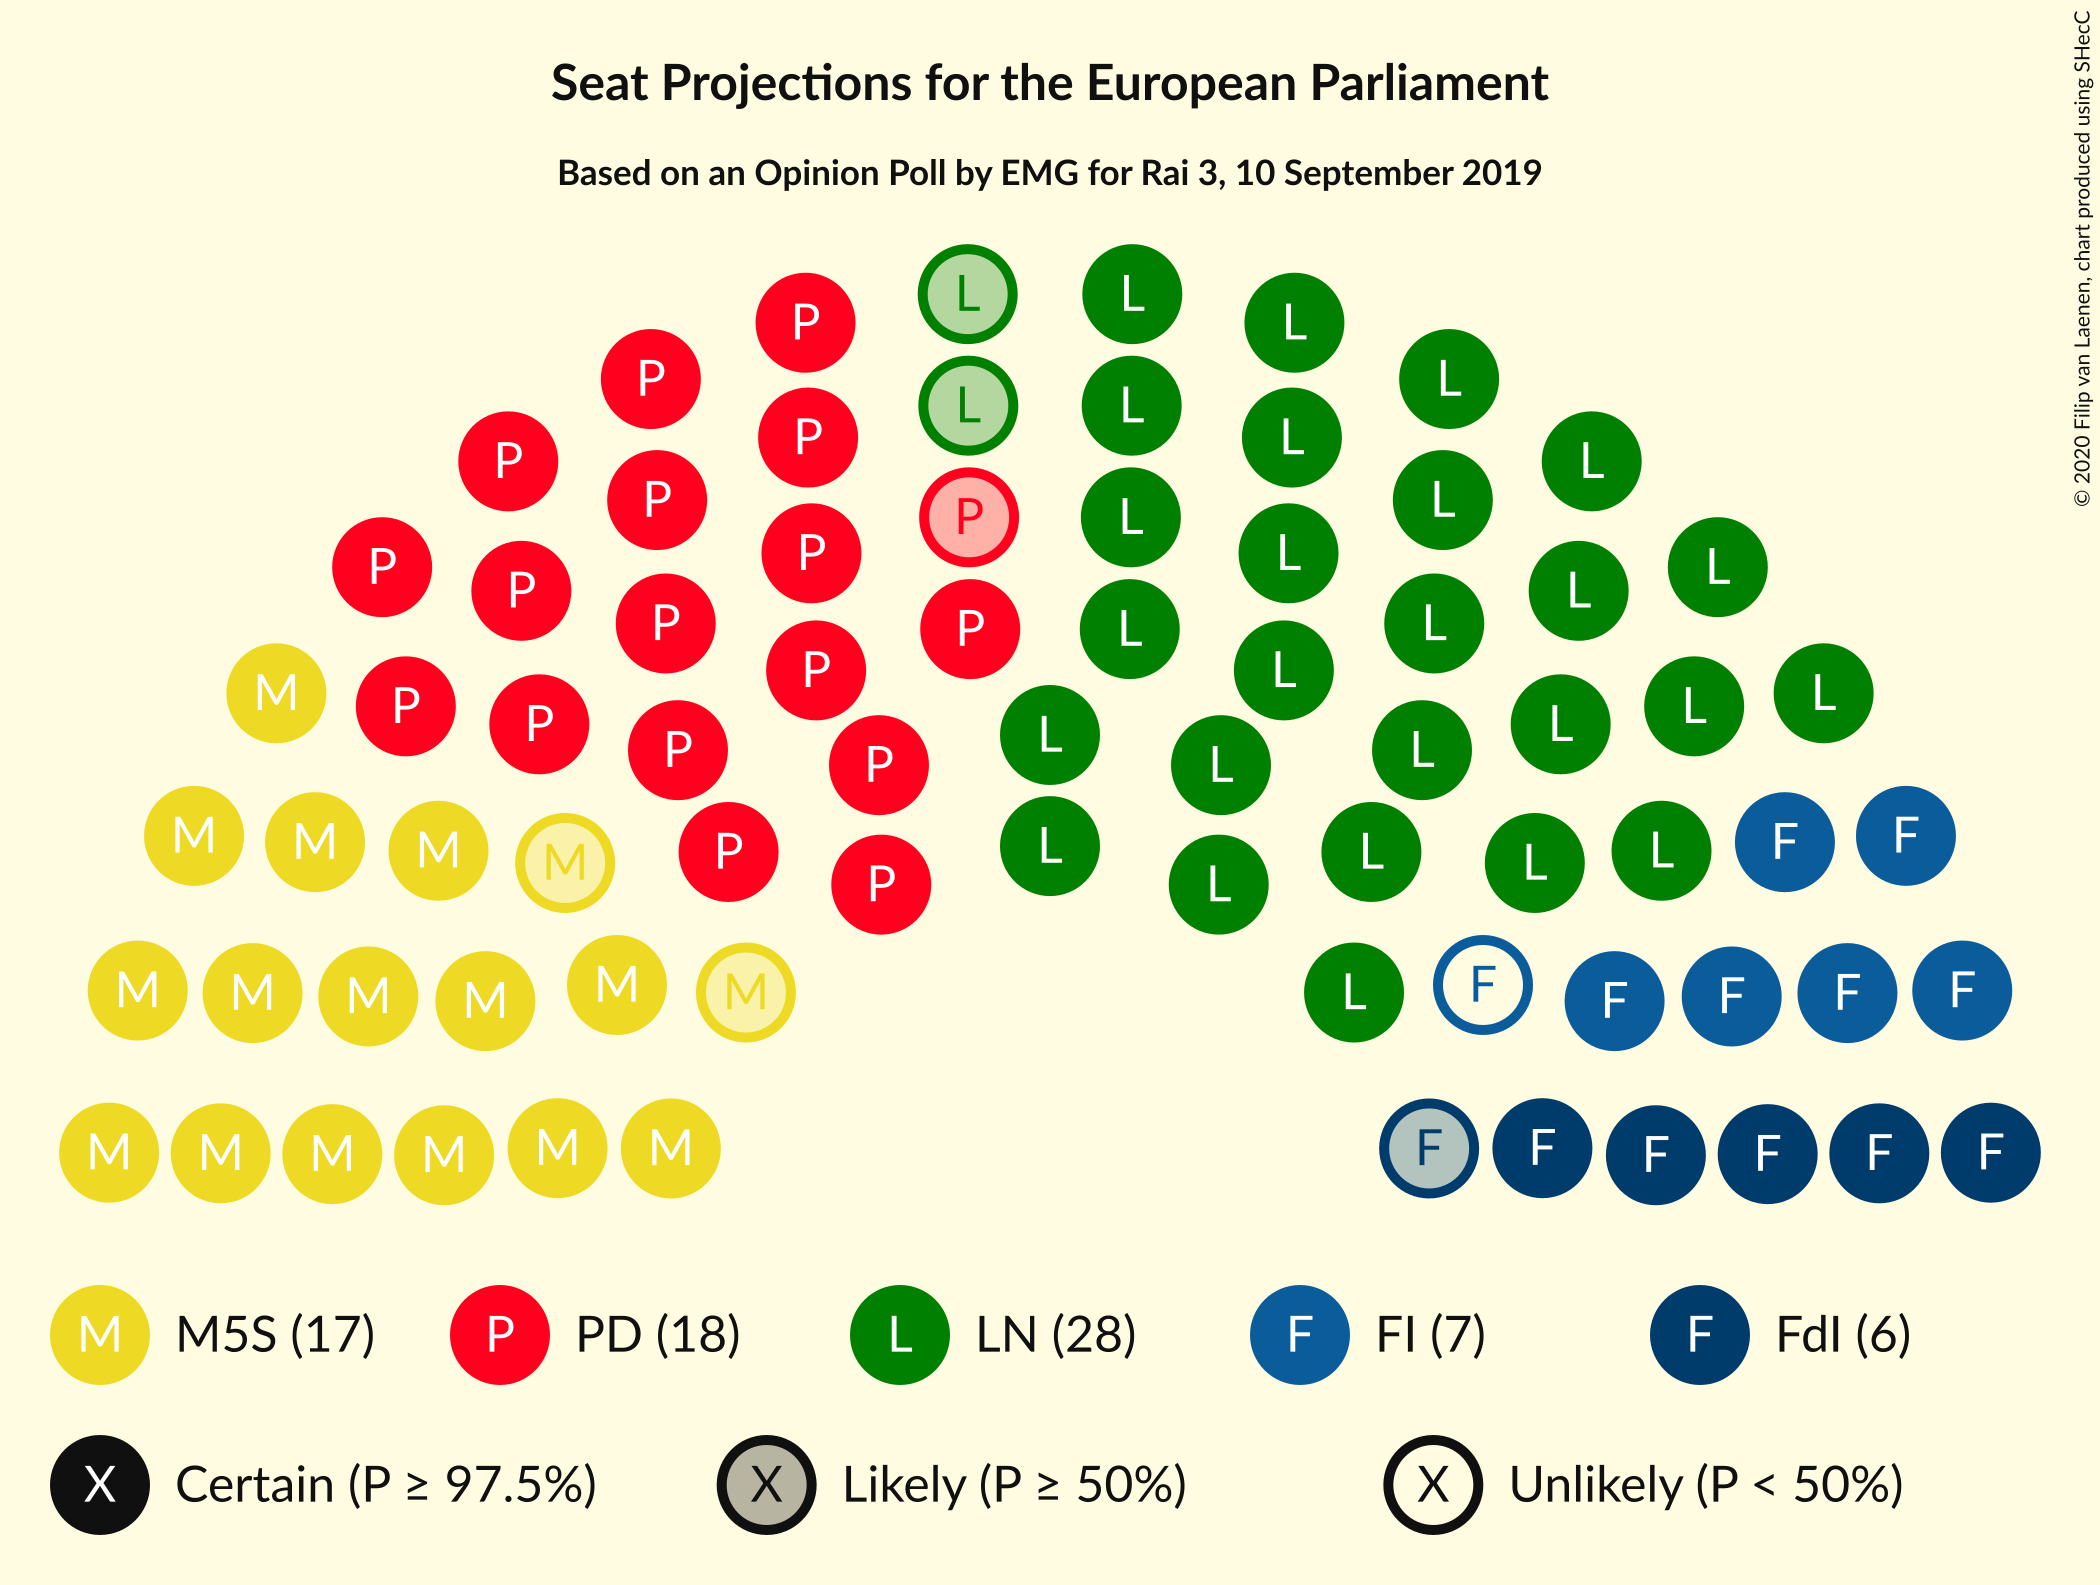 Seat Projections for the European Parliament
Based on an Opinion Poll by EMG for Rai 3, 10 September 2019
© 2020 Filip van Laenen, chart produced using SHecC
L L
P L
P L
L L
P L
P L
P L
P L
P P L L
P L
P L
P L
P L
P P L L
M L
P L
P L
L
P L
P L L
M F
M F
M L
P L
L
M L
P L
M M M L F F
M M F F
M F
M F
M M M M M M F F F F F F
M M5S (17) P PD (18) L LN (28) F FI (7) F FdI (6)
X Certain (P ≥ 97.5%) X Likely (P ≥ 50%) X Unlikely (P < 50%)